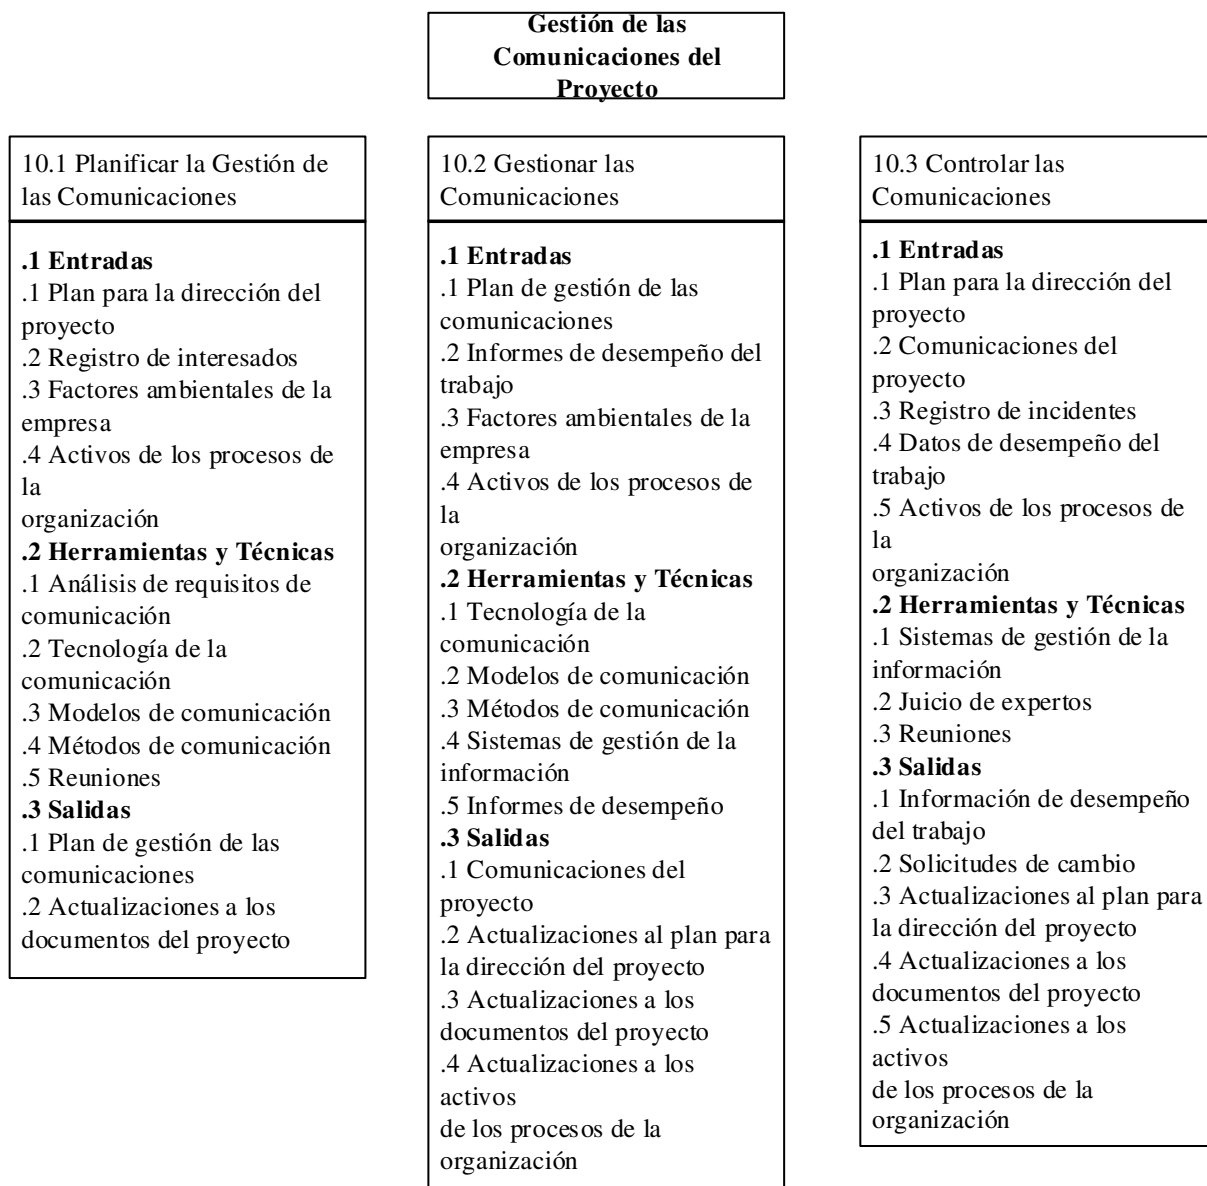 Gestión de las
Comunicaciones del
Proyecto
10.1 Planificar la Gestión de
las Comunicaciones
.1 Entradas
.1 Plan para la dirección del
proyecto
.2 Registro de interesados
.3 Factores ambientales de la
empresa
.4 Activos de los procesos de
la
organización
.2 Herramientas y Técnicas
.1 Análisis de requisitos de
comunicación
.2 Tecnología de la
comunicación
.3 Modelos de comunicación
.4 Métodos de comunicación
.5 Reuniones
.3 Salidas
.1 Plan de gestión de las
comunicaciones
.2 Actualizaciones a los
documentos del proyecto
10.2 Gestionar las
Comunicaciones
.1 Entradas
.1 Plan de gestión de las
comunicaciones
.2 Informes de desempeño del
trabajo
.3 Factores ambientales de la
empresa
.4 Activos de los procesos de
la
organización
.2 Herramientas y Técnicas
.1 Tecnología de la
comunicación
.2 Modelos de comunicación
.3 Métodos de comunicación
.4 Sistemas de gestión de la
información
.5 Informes de desempeño
.3 Salidas
.1 Comunicaciones del
proyecto
.2 Actualizaciones al plan para
la dirección del proyecto
.3 Actualizaciones a los
documentos del proyecto
.4 Actualizaciones a los
activos
de los procesos de la
organización
10.3 Controlar las
Comunicaciones
.1 Entradas
.1 Plan para la dirección del
proyecto
.2 Comunicaciones del
proyecto
.3 Registro de incidentes
.4 Datos de desempeño del
trabajo
.5 Activos de los procesos de
la
organización
.2 Herramientas y Técnicas
.1 Sistemas de gestión de la
información
.2 Juicio de expertos
.3 Reuniones
.3 Salidas
.1 Información de desempeño
del trabajo
.2 Solicitudes de cambio
.3 Actualizaciones al plan para
la dirección del proyecto
.4 Actualizaciones a los
documentos del proyecto
.5 Actualizaciones a los
activos
de los procesos de la
organización